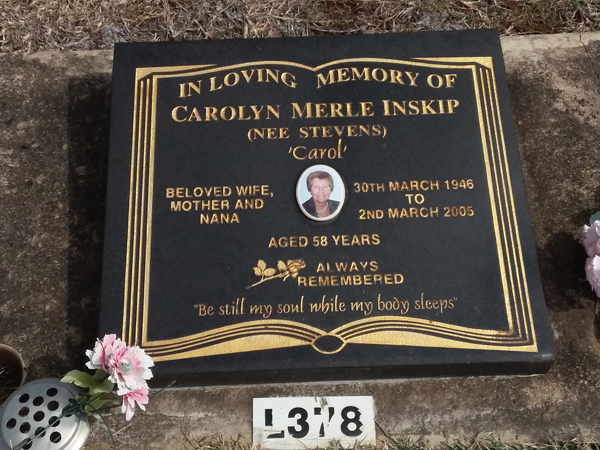 IN LOVING MEMORY OF
CAROLYN MERLE INSKIP
(NEE STEVENS)
'Carol'
BELOVED WIFE,
MOTHER AND
NANA
30TH MARCH 1946
TO
2ND MARCH 2005
AGED 58 YEARS
ALWAYS
REMEMBERED
"Be still my soul while my body sleeps"
L378